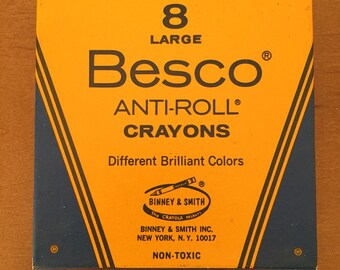 8
LARGE
Besco®
ANTI-ROLL®
CRAYONS
Different Brilliant Colors
BINNEY & SMITH ®
BINNEY & SMITH INC.
NEW YORK, N.Y. 10017
® NON-TOXIC ®